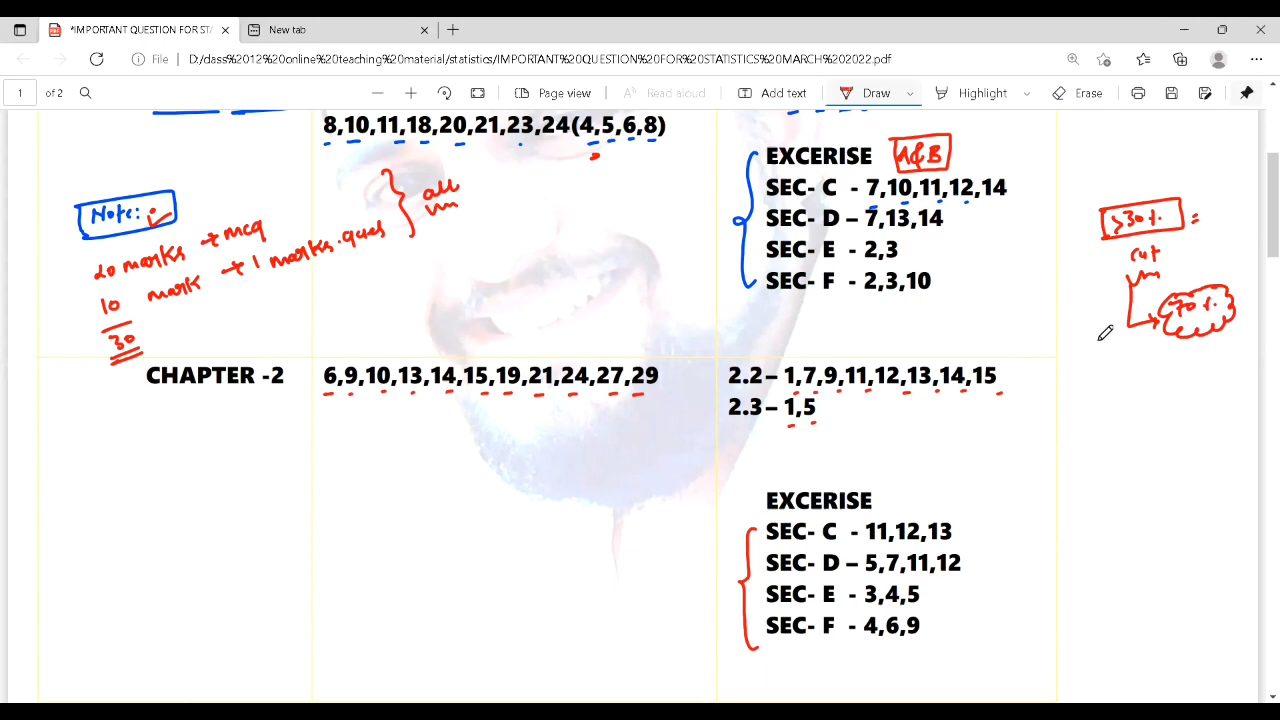 *IMPORTANT QUESTION FOR STA
New tab
File
D:/class%2012%20online%20teaching%20material/statistics/IMPORTANT%20QUESTION%20FOR%20STATISTICS%20MARCH%202022.pdf
1 of 2
Page view
Read aloud
Add text
Draw
Highlight
Erase
8,10,11,18,20,21,23,24(4,5,6,8)
EXCERISE A&B
SEC- C - 7,10,11,12,14
SEC- D – 7,13,14
SEC- E - 2,3
SEC- F - 2,3,10
Note:
20 marks → mcq
10 mark → 1 marks.ques
30
all
30%. =
cut
70%.
CHAPTER -2
6,9,10,13,14,15,19,21,24,27,29
2.2 – 1,7,9,11,12,13,14,15
2.3 – 1,5
EXCERISE
SEC- C - 11,12,13
SEC- D – 5,7,11,12
SEC- E - 3,4,5
SEC- F - 4,6,9